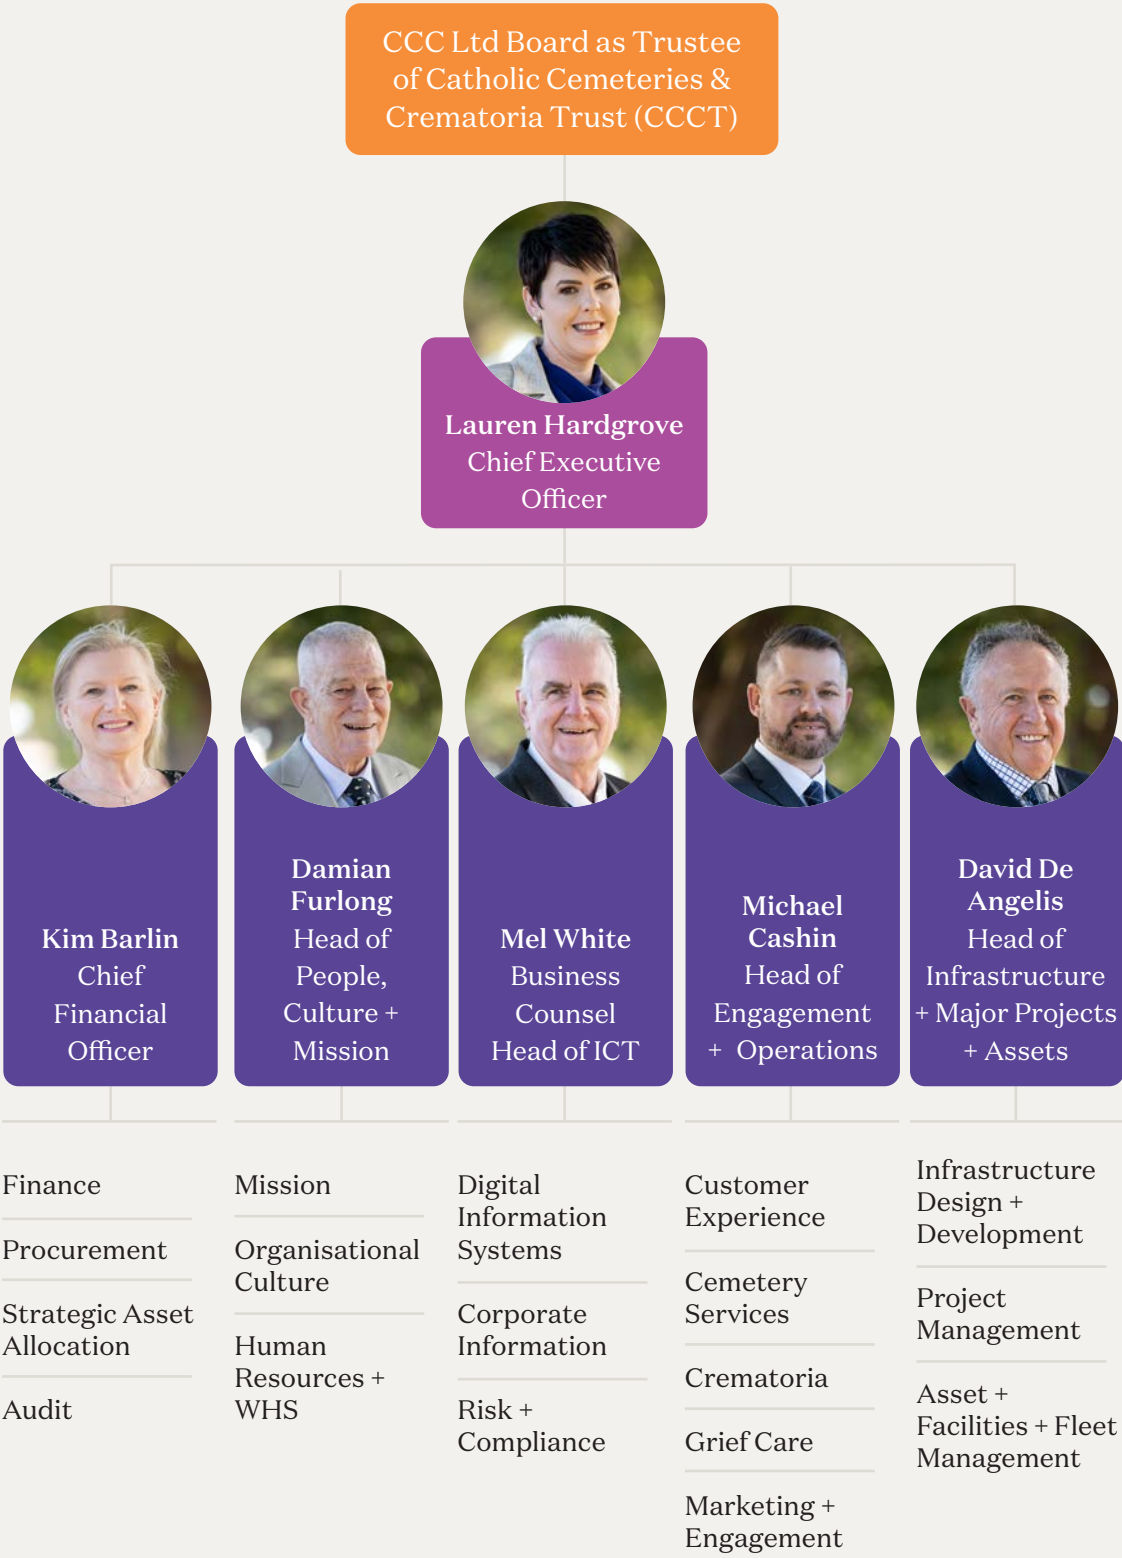 CCC Ltd Board as Trustee
of Catholic Cemeteries &
Crematoria Trust (CCCT)
Lauren Hardgrove
Chief Executive
Officer
Kim Barlin
Chief
Financial
Officer
Damian
Furlong
Head of
People,
Culture +
Mission
Mel White
Business
Counsel
Head of ICT
Michael
Cashin
Head of
Engagement
+ Operations
David De
Angelis
Head of
Infrastructure
+ Major Projects
+ Assets
Finance
Procurement
Strategic Asset
Allocation
Audit
Mission
Organisational
Culture
Human
Resources +
WHS
Digital
Information
Systems
Corporate
Information
Risk +
Compliance
Customer
Experience
Cemetery
Services
Crematoria
Grief Care
Marketing +
Engagement
Infrastructure
Design +
Development
Project
Management
Asset +
Facilities + Fleet
Management